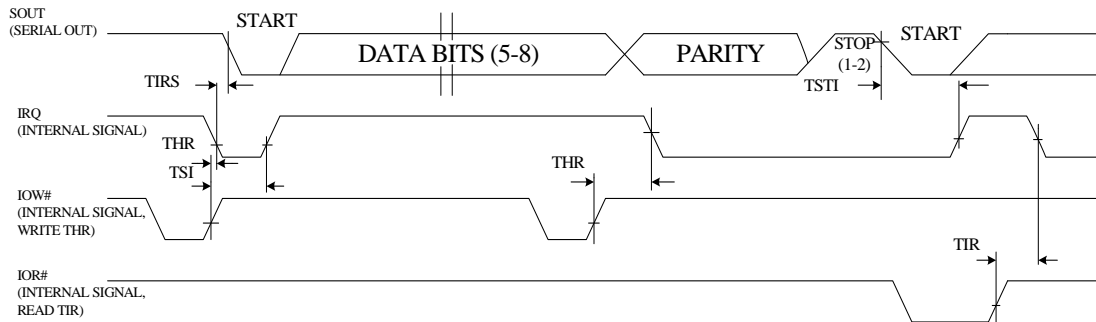 SOUT
(SERIAL OUT)
START
DATA BITS (5-8)
PARITY
STOP
(1-2)
START
TIRS
TSTI
IRQ
(INTERNAL SIGNAL)
THR
TSI
THR
IOW#
(INTERNAL SIGNAL,
WRITE THR)
TIR
IOR#
(INTERNAL SIGNAL,
READ TIR)